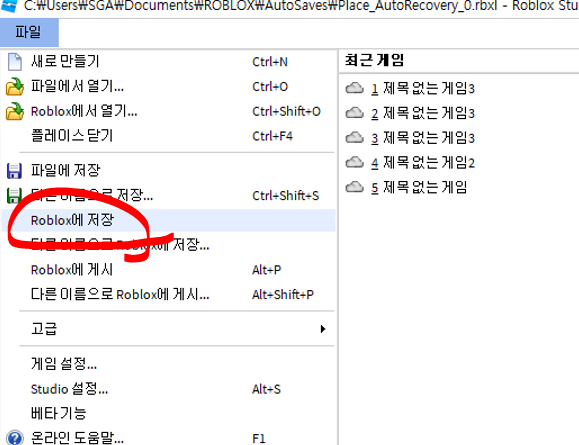 C:₩Users₩SGA₩Documents₩ROBLOX₩AutoSaves₩Place_AutoRecovery_0.rbxl - Roblox Stu
파일
새로 만들기 Ctrl+N
파일에서 열기... Ctrl+O
Roblox에서 열기... Ctrl+Shift+O
플레이스 닫기 Ctrl+F4
파일에 저장
다른 이름으로 저장... Ctrl+Shift+S
Roblox에 저장
다른 이름으로 Roblox에 저장...
Roblox에 게시 Alt+P
다른 이름으로 Roblox에 게시... Alt+Shift+P
고급
게임 설정...
Studio 설정... Alt+S
베타 기능
온라인 도움말... F1
최근 게임
1 제목 없는 게임3
2 제목 없는 게임3
3 제목 없는 게임3
4 제목 없는 게임2
5 제목 없는 게임